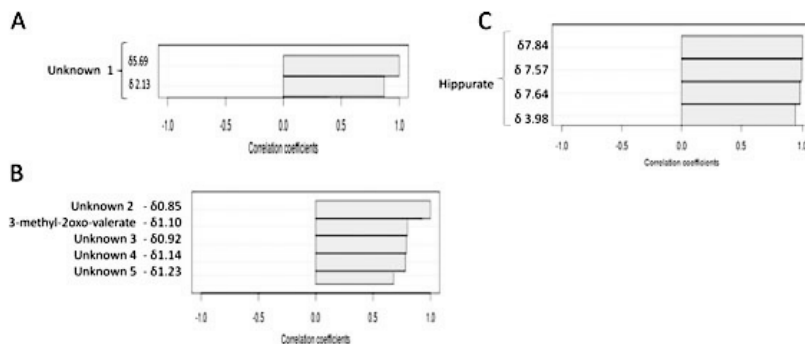 A
Unknown 1
δ5.69
δ 2.13
-1.0 -0.5 0.0 0.5 1.0
Correlation coefficients
B
Unknown 2 - δ0.85
3-methyl-2oxo-valerate - δ1.10
Unknown 3 - δ0.92
Unknown 4 - δ1.14
Unknown 5 - δ1.23
-1.0 -0.5 0.0 0.5 1.0
Correlation coefficients
C
Hippurate
δ7.84
δ 7.57
δ 7.64
δ 3.98
-1.0 -0.5 0.0 0.5 1.0
Correlation coefficients